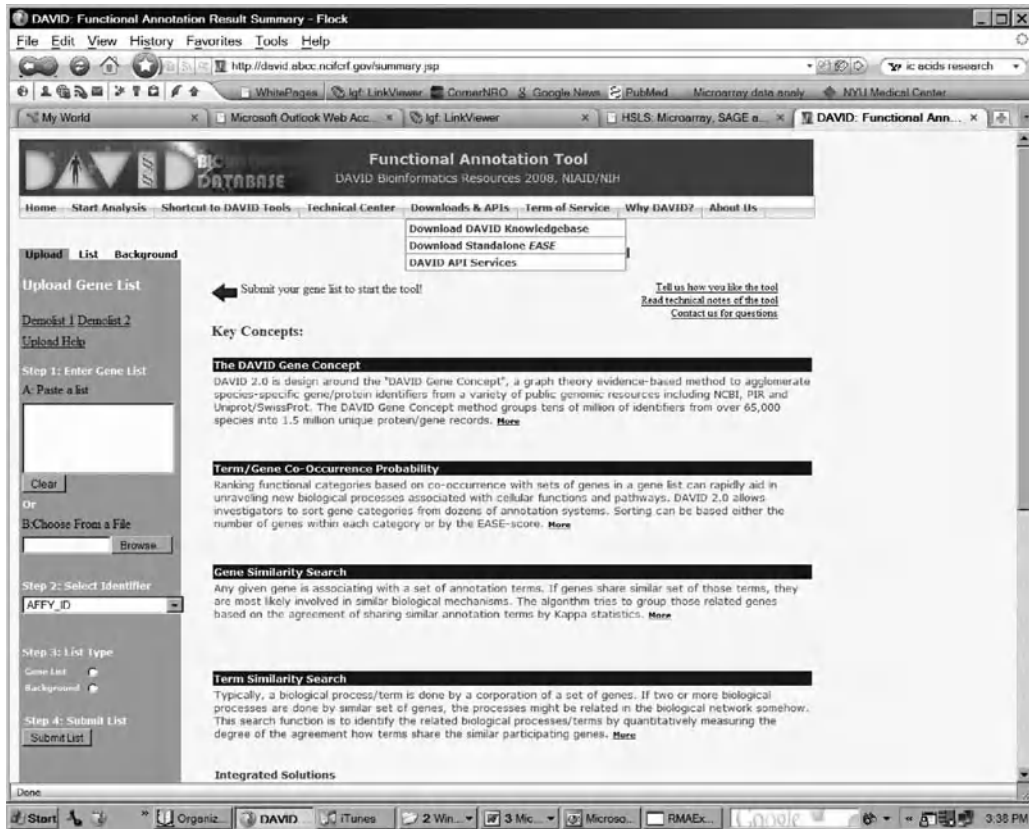 DAVID: Functional Annotation Result Summary - Flock
File Edit View History Favorites Tools Help
http://david.abcc.ncifcrf.gov/summary.jsp
ic acids research
WhitePages lgf: LinkViewer CornerNRO Google News PubMed Microarray data analy NYU Medical Center
My World Microsoft Outlook Web Acc... lgf: LinkViewer HSLS: Microarray, SAGE a... DAVID: Functional Ann...
DAVID
DATABASE
Functional Annotation Tool
DAVID Bioinformatics Resources 2008, NIAID/NIH
Home Start Analysis Shortcut to DAVID Tools Technical Center Downloads & APIs Term of Service Why DAVID? About Us
Download DAVID Knowledgebase
Download Standalone EASE
DAVID API Services
Upload List Background
Upload Gene List
Demolist 1 Demolist 2
Upload Help
Step 1: Enter Gene List
A: Paste a list
Clear
Or
B:Choose From a File
Browse...
Step 2: Select Identifier
AFFY_ID
Step 3: List Type
Gene List
Background
Step 4: Submit List
Submit List
Submit your gene list to start the tool!
Tell us how you like the tool
Read technical notes of the tool
Contact us for questions
Key Concepts:
The DAVID Gene Concept
DAVID 2.0 is design around the "DAVID Gene Concept", a graph theory evidence-based method to agglomerate
species-specific gene/protein identifiers from a variety of public genomic resources including NCBI, PIR and
Uniprot/SwissProt. The DAVID Gene Concept method groups tens of million of identifiers from over 65,000
species into 1.5 million unique protein/gene records. More
Term/Gene Co-Occurrence Probability
Ranking functional categories based on co-occurrence with sets of genes in a gene list can rapidly aid in
unraveling new biological processes associated with cellular functions and pathways. DAVID 2.0 allows
investigators to sort gene categories from dozens of annotation systems. Sorting can be based either the
number of genes within each category or by the EASE-score. More
Gene Similarity Search
Any given gene is associating with a set of annotation terms. If genes share similar set of those terms, they
are most likely involved in similar biological mechanisms. The algorithm tries to group those related genes
based on the agreement of sharing similar annotation terms by Kappa statistics. More
Term Similarity Search
Typically, a biological process/term is done by a corporation of a set of genes. If two or more biological
processes are done by similar set of genes, the processes might be related in the biological network somehow.
This search function is to identify the related biological processes/terms by quantitatively measuring the
degree of the agreement how terms share the similar participating genes. More
Integrated Solutions
Done
Start Organiz... DAVID ... iTunes 2 Win... 3 Mic... Microso... RMAEx... Google 3:38 PM